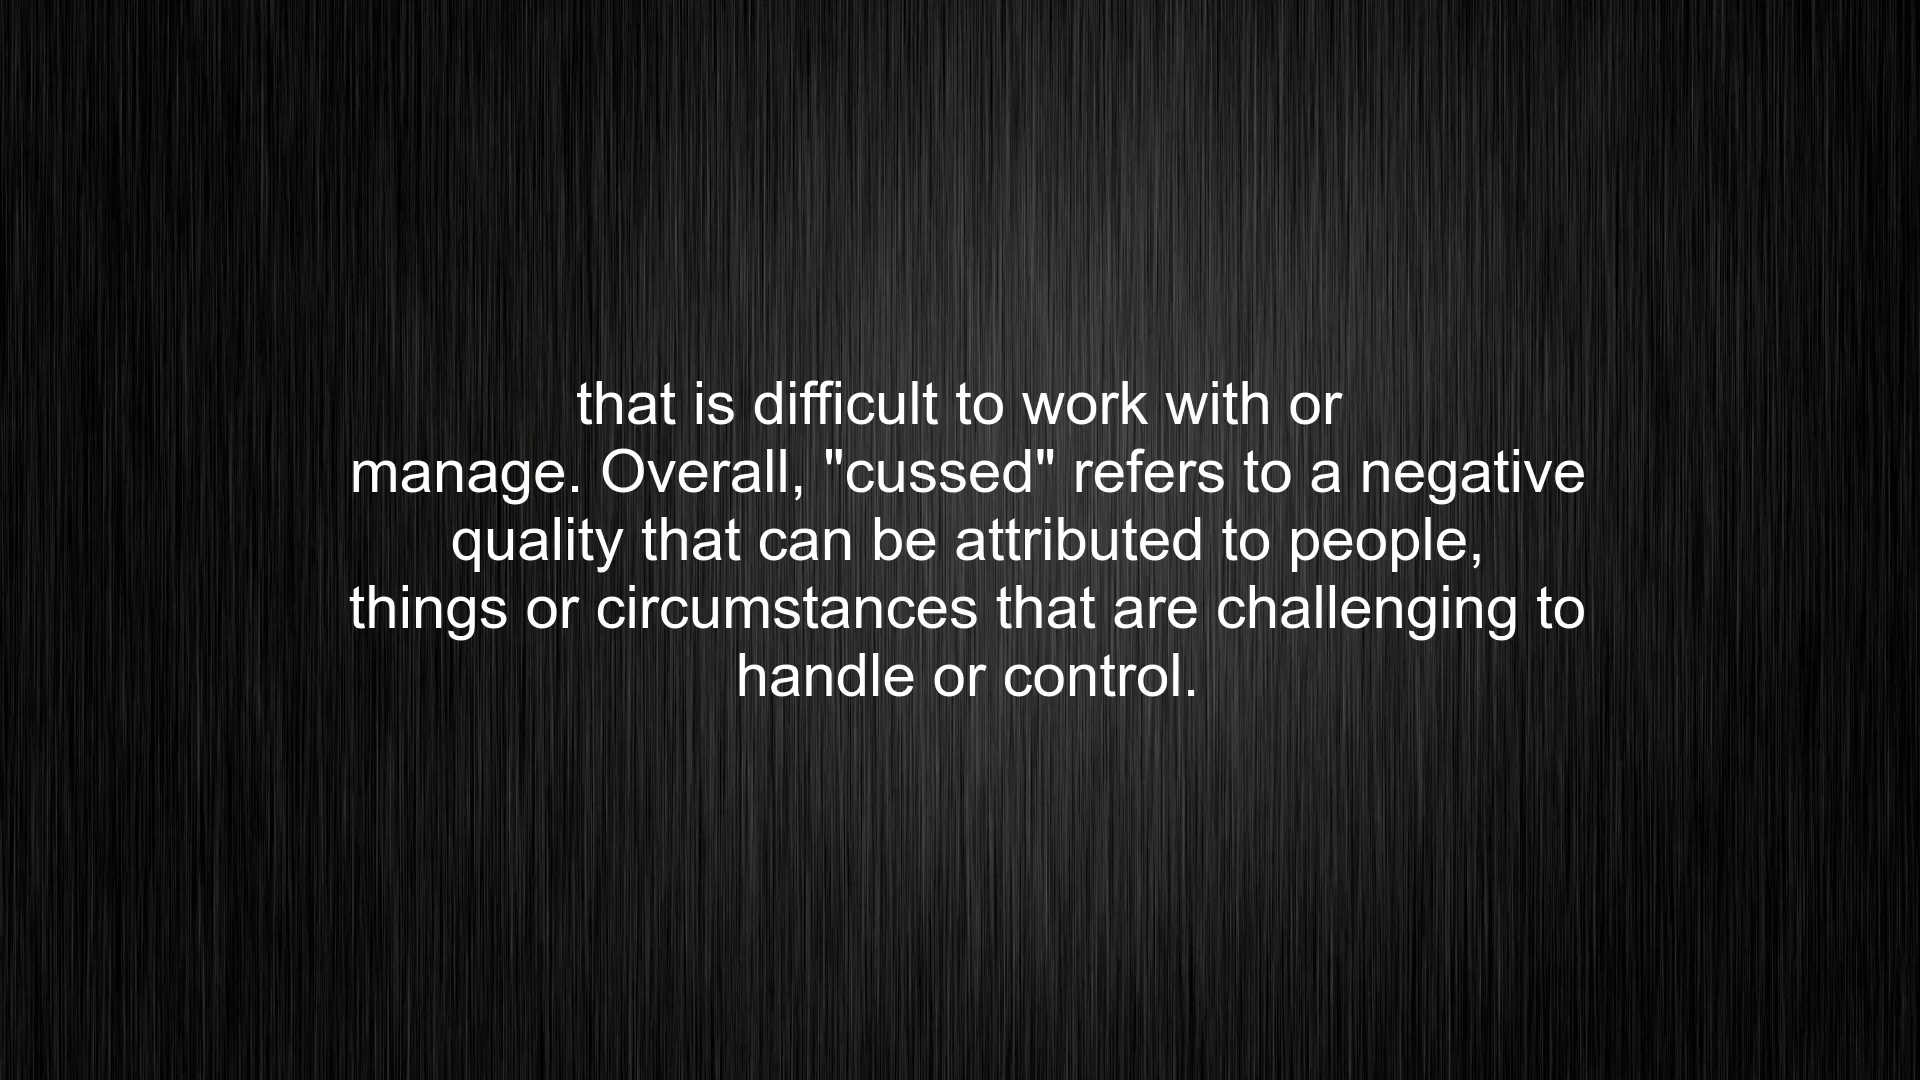 that is difficult to work with or
manage. Overall, "cussed" refers to a negative
quality that can be attributed to people,
things or circumstances that are challenging to
handle or control.